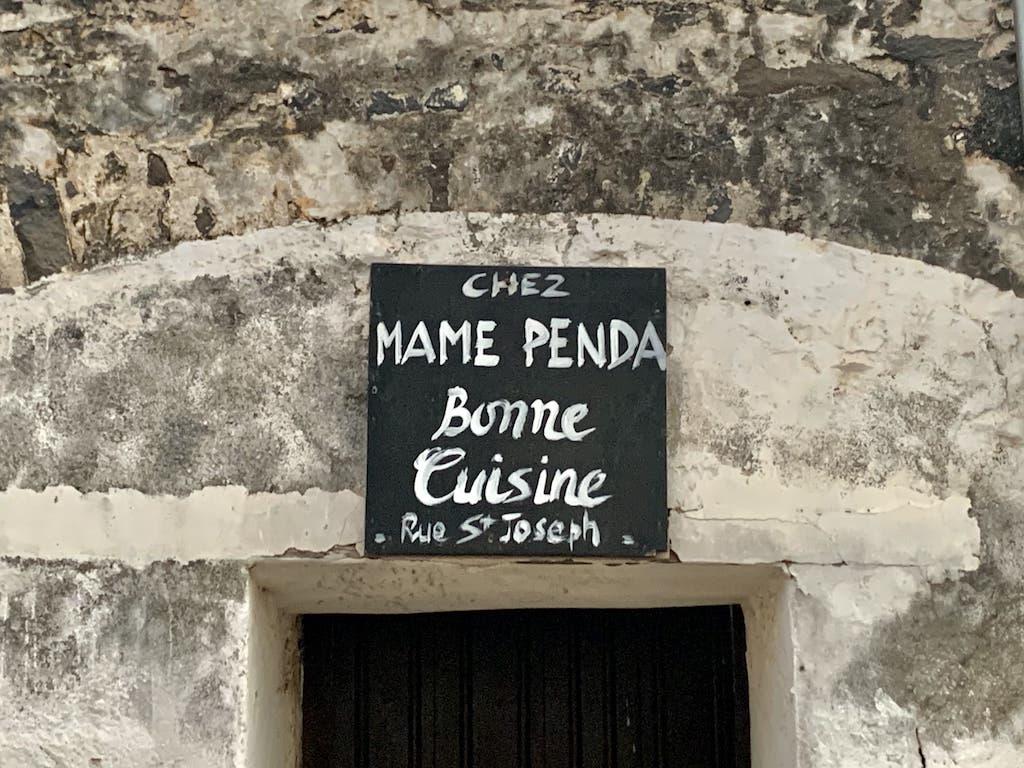 CHEZ
MAME PENDA
Bonne
Cuisine
Rue St Joseph